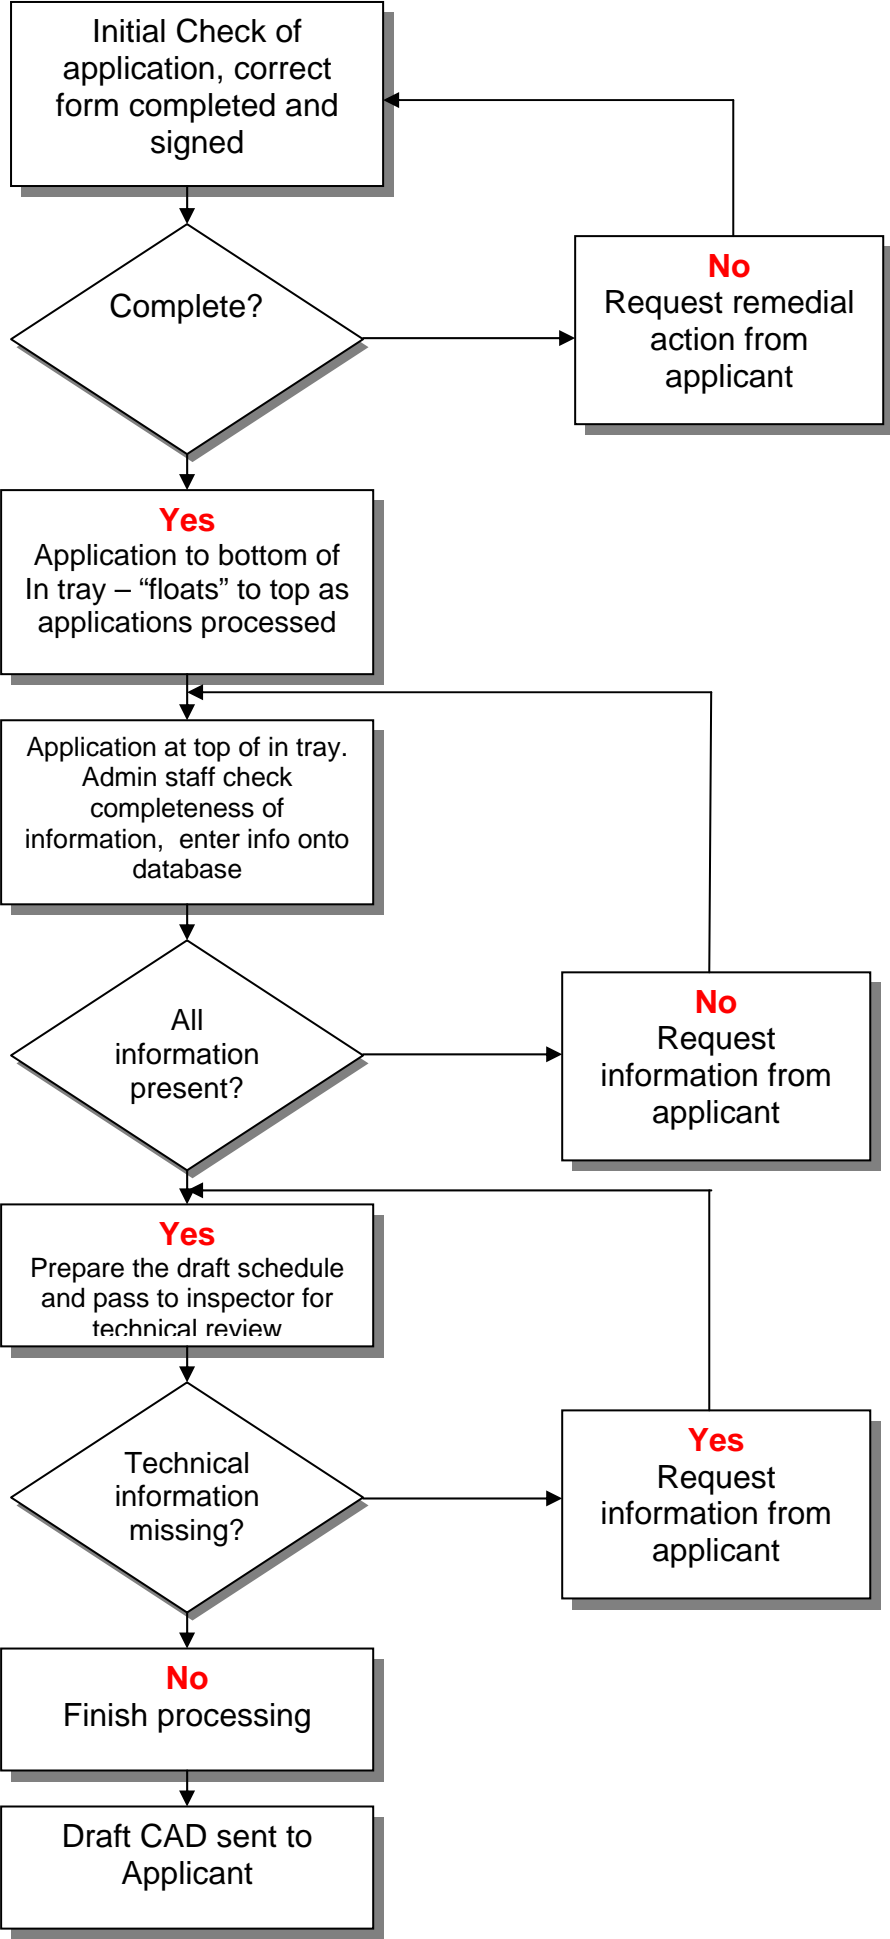 Initial Check of
application, correct
form completed and
signed
Complete?
No
Request remedial
action from
applicant
Yes
Application to bottom of
In tray – “floats” to top as
applications processed
Application at top of in tray.
Admin staff check
completeness of
information,  enter info onto
database
All
information
present?
No
Request
information from
applicant
Yes
Prepare the draft schedule
and pass to inspector for
technical review
Technical
information
missing?
Yes
Request
information from
applicant
No
Finish processing
Draft CAD sent to
Applicant